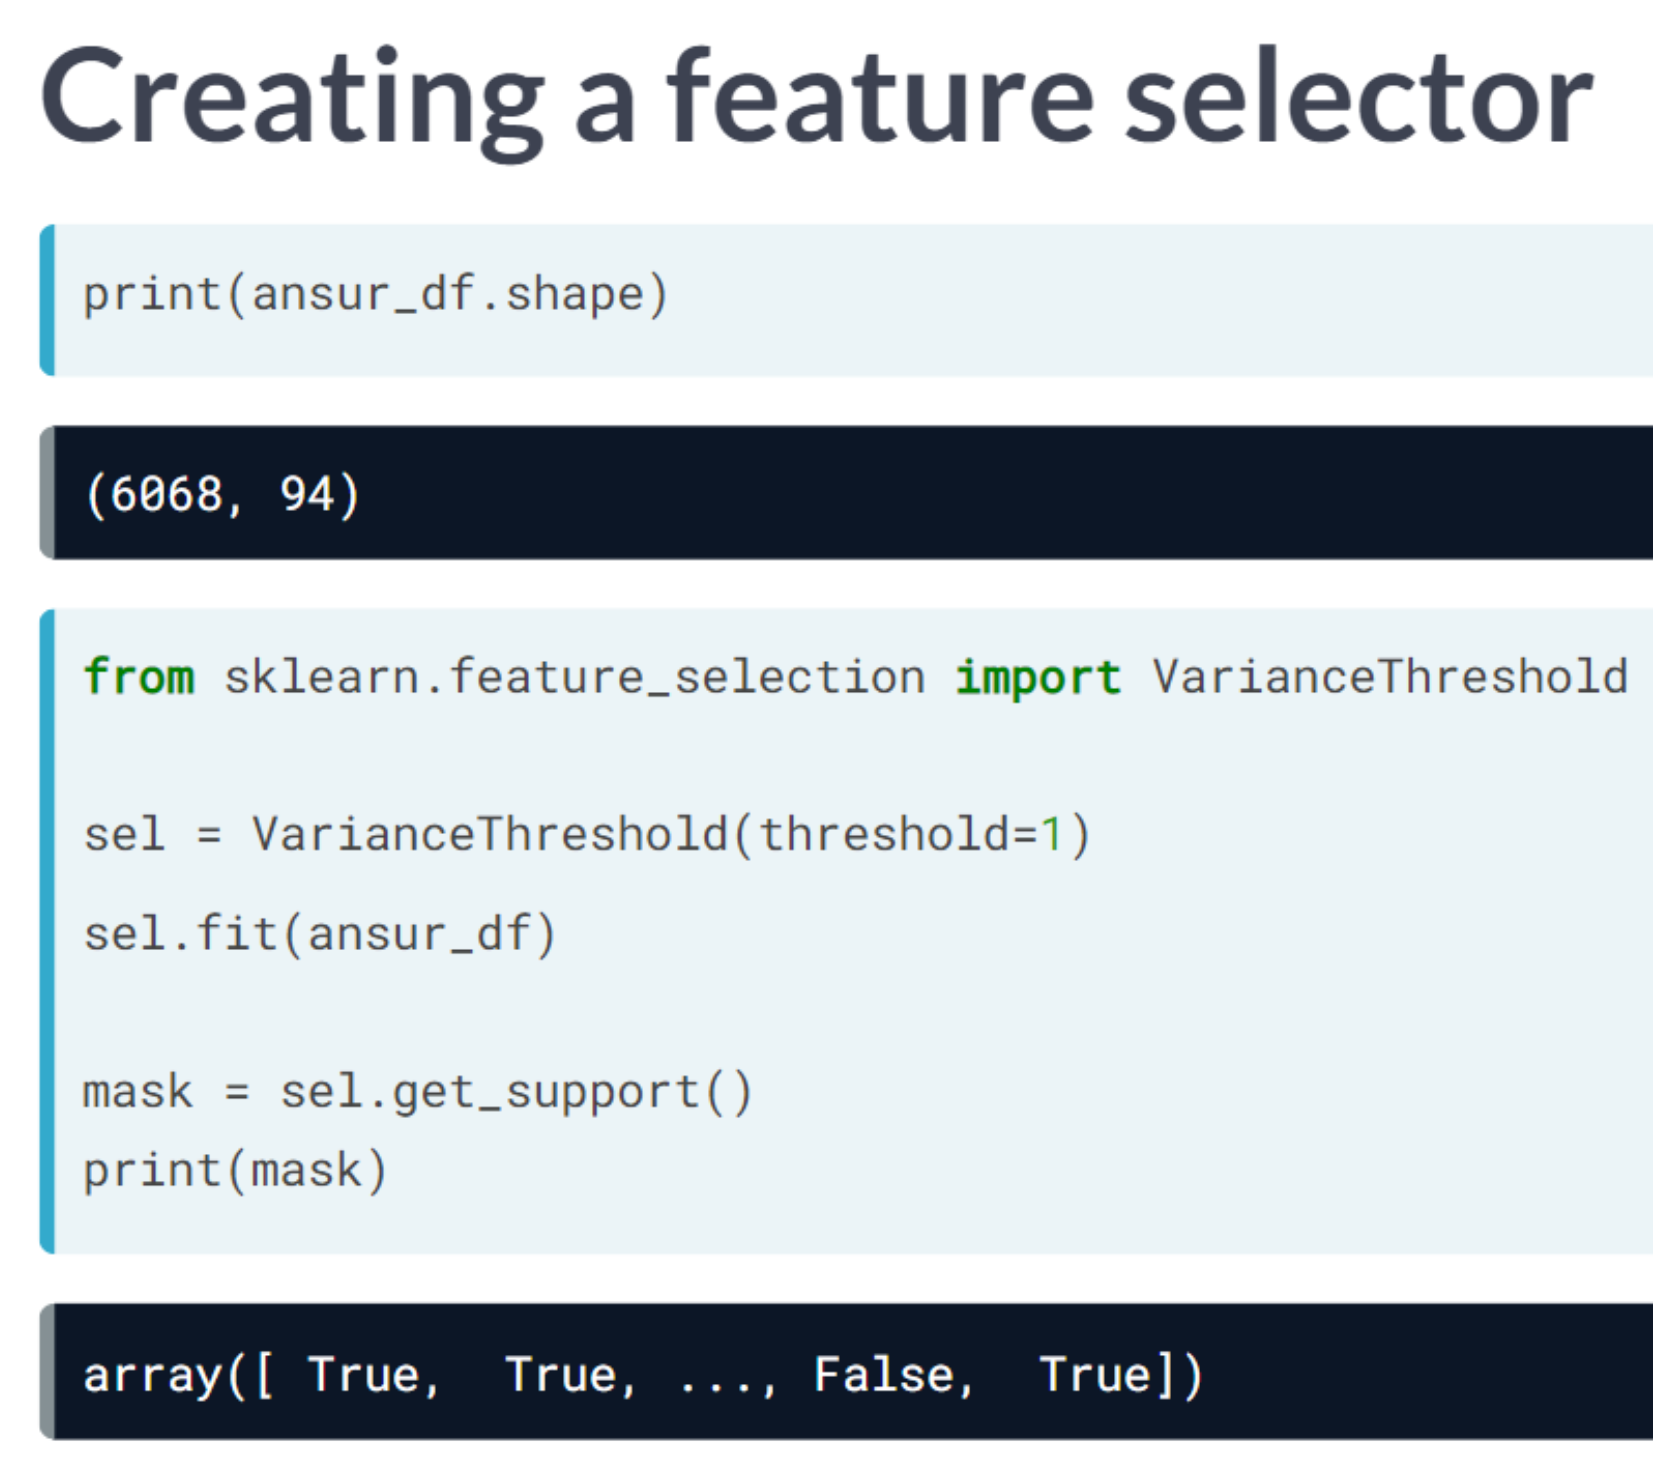 Creating a feature selector
print(ansur_df.shape)
(6068, 94)
from sklearn.feature_selection import VarianceThreshold
sel = VarianceThreshold(threshold=1)
sel.fit(ansur_df)
mask = sel.get_support()
print(mask)
array([ True,  True, ..., False,  True])